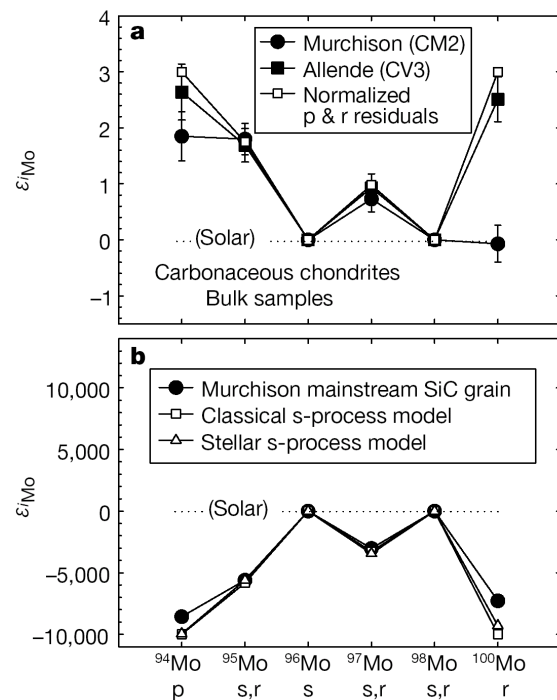 a
4
3
2
1
0
−1
εiMo
Murchison (CM2)
Allende (CV3)
Normalized
p & r residuals
(Solar)
Carbonaceous chondrites
Bulk samples
b
10,000
5,000
0
−5,000
−10,000
εiMo
Murchison mainstream SiC grain
Classical s-process model
Stellar s-process model
(Solar)
⁹⁴Mo ⁹⁵Mo ⁹⁶Mo ⁹⁷Mo ⁹⁸Mo ¹⁰⁰Mo
p s,r s s,r s,r r